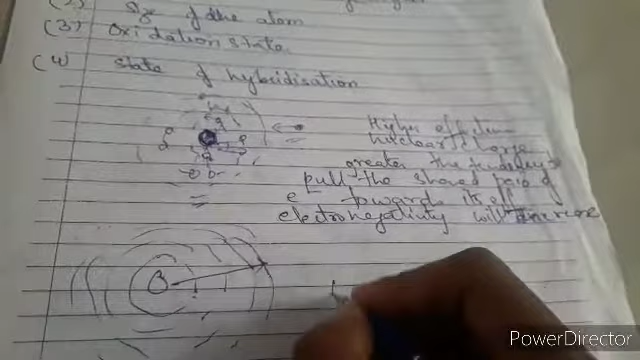 (2) Size of the atom
(3) Oxidation state
(4) State of hybridisation
Higher effective
nuclear charge
greater the tendency
pull the shared pair of
e towards itself
electronegativity will increase
PowerDirector